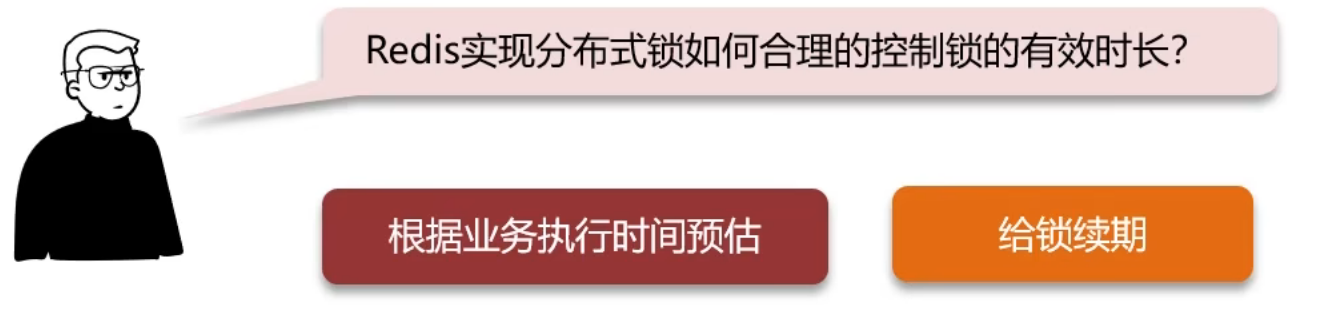 Redis实现分布式锁如何合理的控制锁的有效时长?
根据业务执行时间预估
给锁续期